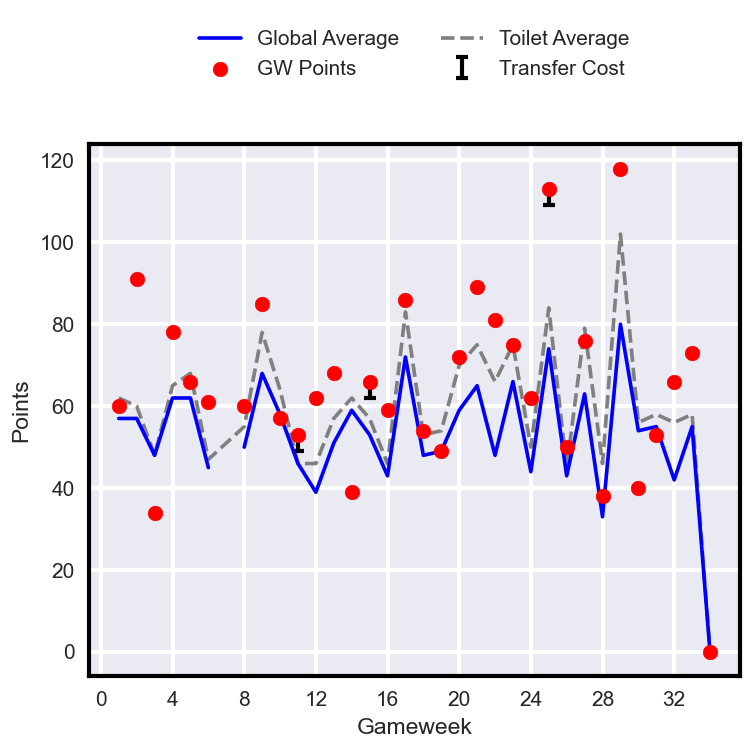 Global Average
Toilet Average
GW Points
Transfer Cost
120
100
80
60
40
20
0
Points
0 4 8 12 16 20 24 28 32
Gameweek